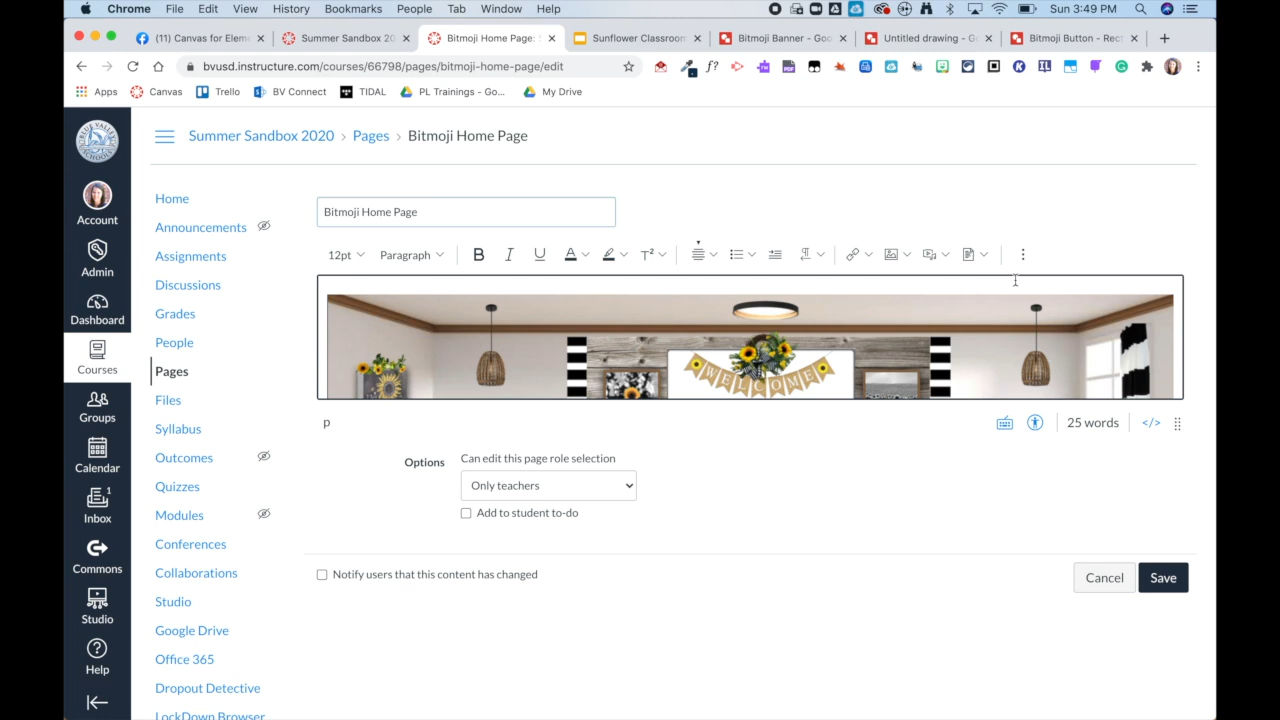 Chrome File Edit View History Bookmarks People Tab Window Help Sun 3:49 PM
(11) Canvas for Elem Summer Sandbox 20 Bitmoji Home Page: Sunflower Classroom Bitmoji Banner - Goo Untitled drawing - G Bitmoji Button - Rect
bvusd.instructure.com/courses/66798/pages/bitmoji-home-page/edit
Apps Canvas Trello BV Connect TIDAL PL Trainings - Go... My Drive
BLUE VALLEY SCHOOLS
Summer Sandbox 2020 › Pages › Bitmoji Home Page
Account
Admin
Dashboard
Courses
Groups
Calendar
1
Inbox
Commons
Studio
Help
Home
Announcements
Assignments
Discussions
Grades
People
Pages
Files
Syllabus
Outcomes
Quizzes
Modules
Conferences
Collaborations
Studio
Google Drive
Office 365
Dropout Detective
LockDown Browser
Bitmoji Home Page
12pt Paragraph B I U A T²
WELCOME
p 25 words </>
Options Can edit this page role selection
Only teachers
Add to student to-do
Notify users that this content has changed
Cancel Save